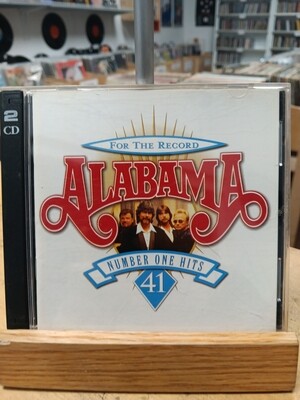 2
CD
FOR THE RECORD
ALABAMA
NUMBER ONE HITS
41